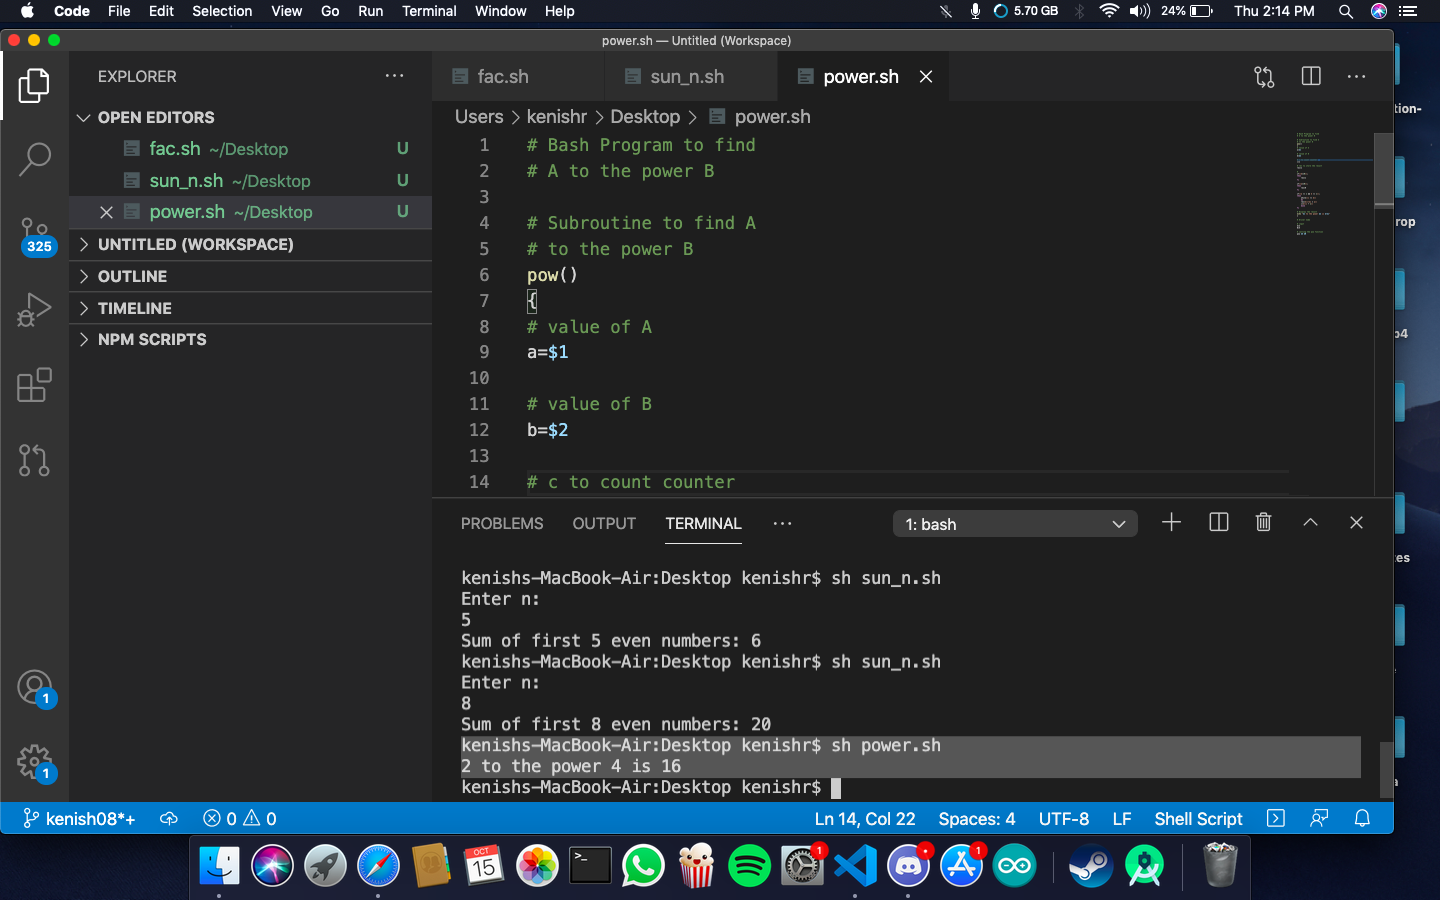 Code File Edit Selection View Go Run Terminal Window Help 5.70 GB 24% Thu 2:14 PM
power.sh — Untitled (Workspace)
EXPLORER ...
OPEN EDITORS
fac.sh ~/Desktop U
sun_n.sh ~/Desktop U
power.sh ~/Desktop U
UNTITLED (WORKSPACE)
OUTLINE
TIMELINE
NPM SCRIPTS
325
1
1
fac.sh sun_n.sh power.sh
Users > kenishr > Desktop > power.sh
1 # Bash Program to find
2 # A to the power B
3
4 # Subroutine to find A
5 # to the power B
6 pow()
7 {
8 # value of A
9 a=$1
10
11 # value of B
12 b=$2
13
14 # c to count counter
PROBLEMS OUTPUT TERMINAL ... 1: bash
kenishs-MacBook-Air:Desktop kenishr$ sh sun_n.sh
Enter n:
5
Sum of first 5 even numbers: 6
kenishs-MacBook-Air:Desktop kenishr$ sh sun_n.sh
Enter n:
8
Sum of first 8 even numbers: 20
kenishs-MacBook-Air:Desktop kenishr$ sh power.sh
2 to the power 4 is 16
kenishs-MacBook-Air:Desktop kenishr$
kenish08*+ 0 0 Ln 14, Col 22 Spaces: 4 UTF-8 LF Shell Script
tion-
rop
p4
es
OCT
15
1
1